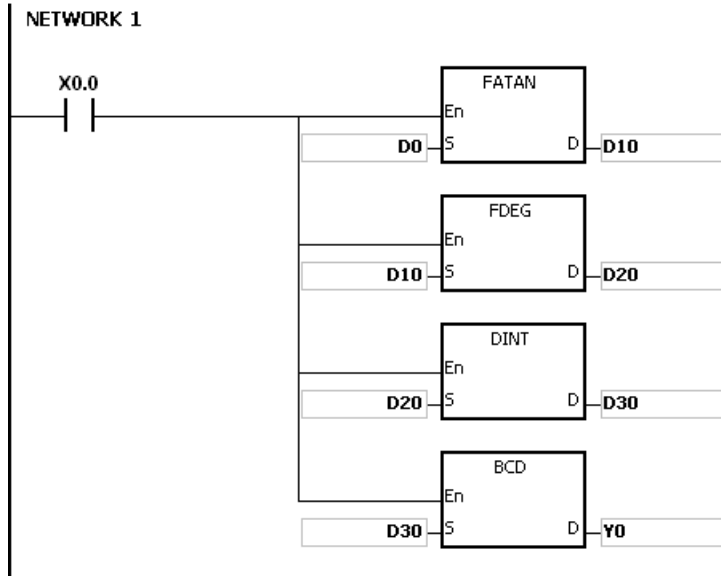 NETWORK 1
X0.0
FATAN
En
D0 S D D10
FDEG
En
D10 S D D20
DINT
En
D20 S D D30
BCD
En
D30 S D Y0